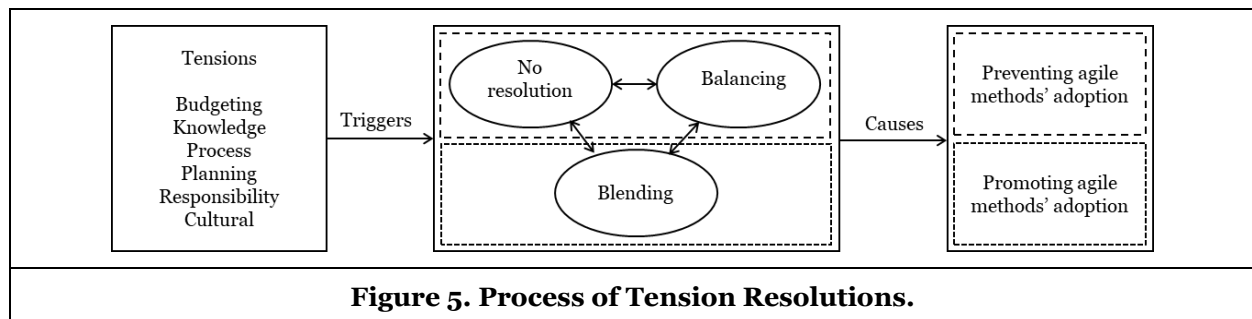 Tensions
Budgeting
Knowledge
Process
Planning
Responsibility
Cultural
Triggers
No
resolution
Balancing
Blending
Causes
Preventing agile
methods’ adoption
Promoting agile
methods’ adoption
Figure 5. Process of Tension Resolutions.